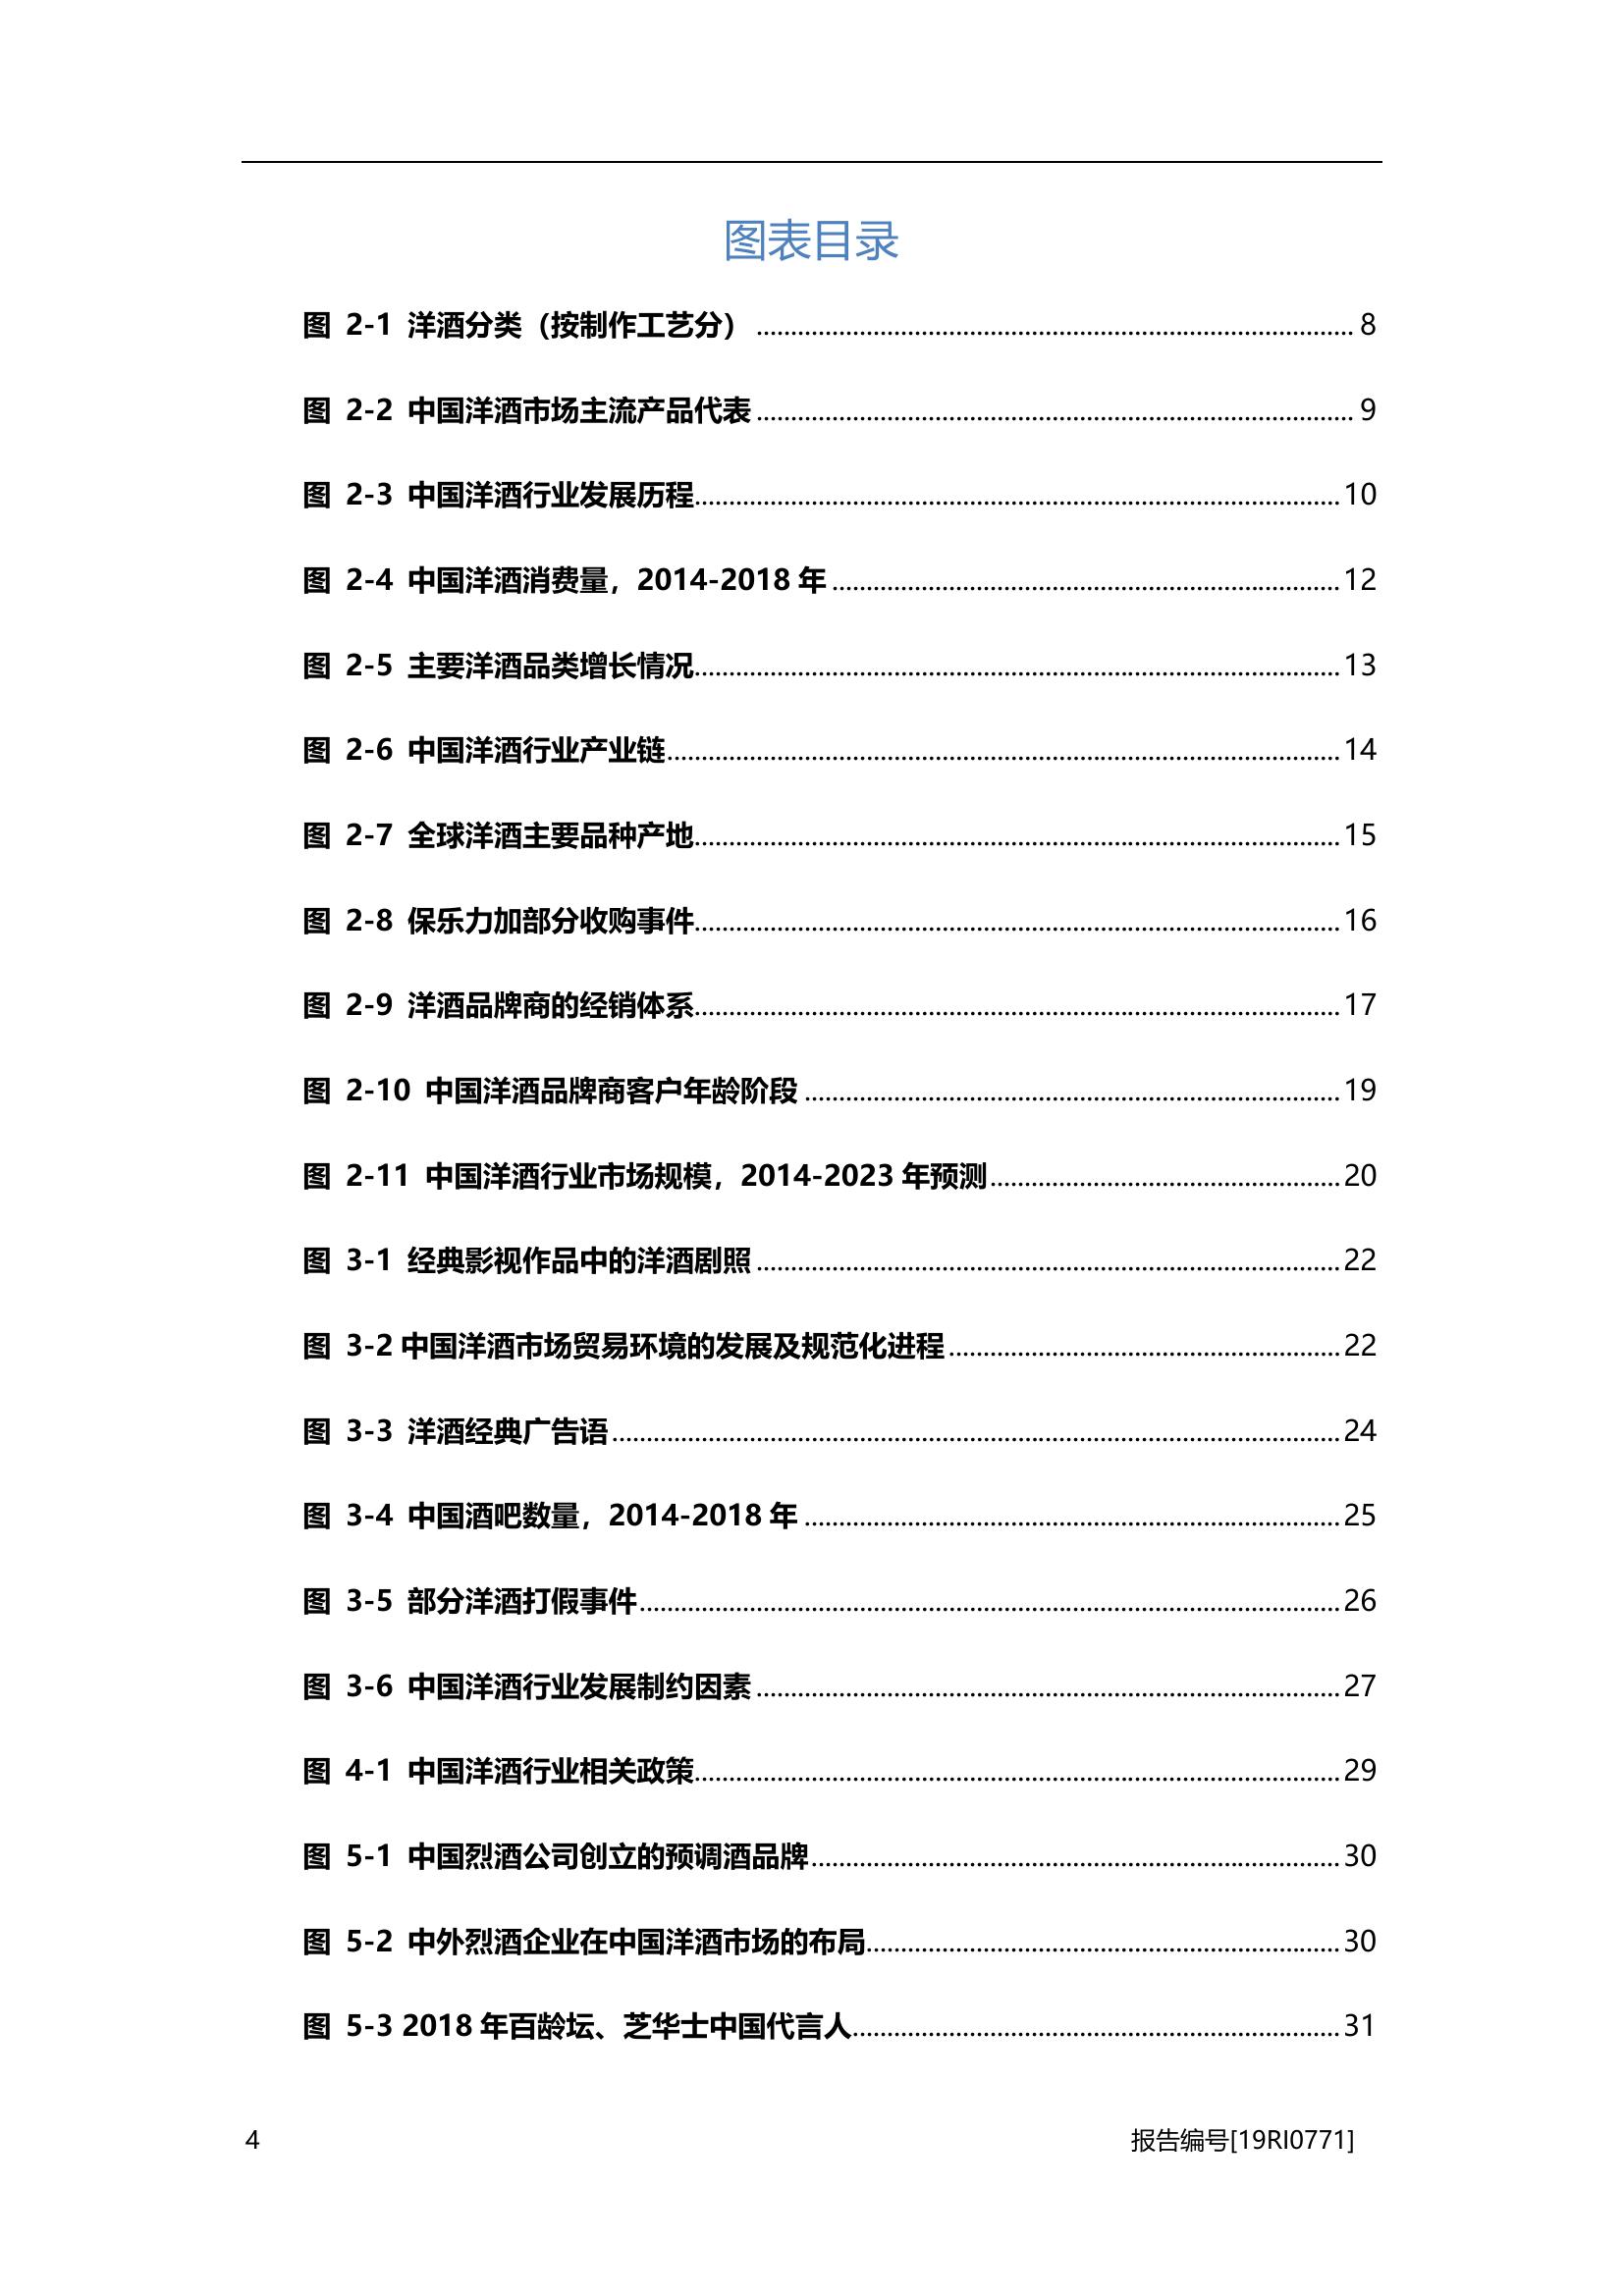 图表目录
图 2-1 洋酒分类（按制作工艺分） ........................................ 8
图 2-2 中国洋酒市场主流产品代表 ........................................ 9
图 2-3 中国洋酒行业发展历程 ........................................ 10
图 2-4 中国洋酒消费量，2014-2018 年 ........................................ 12
图 2-5 主要洋酒品类增长情况 ........................................ 13
图 2-6 中国洋酒行业产业链 ........................................ 14
图 2-7 全球洋酒主要品种产地 ........................................ 15
图 2-8 保乐力加部分收购事件 ........................................ 16
图 2-9 洋酒品牌商的经销体系 ........................................ 17
图 2-10 中国洋酒品牌商客户年龄阶段 ........................................ 19
图 2-11 中国洋酒行业市场规模，2014-2023 年预测 ........................................ 20
图 3-1 经典影视作品中的洋酒剧照 ........................................ 22
图 3-2 中国洋酒市场贸易环境的发展及规范化进程 ........................................ 22
图 3-3 洋酒经典广告语 ........................................ 24
图 3-4 中国酒吧数量，2014-2018 年 ........................................ 25
图 3-5 部分洋酒打假事件 ........................................ 26
图 3-6 中国洋酒行业发展制约因素 ........................................ 27
图 4-1 中国洋酒行业相关政策 ........................................ 29
图 5-1 中国烈酒公司创立的预调酒品牌 ........................................ 30
图 5-2 中外烈酒企业在中国洋酒市场的布局 ........................................ 30
图 5-3 2018 年百龄坛、芝华士中国代言人 ........................................ 31
4 报告编号[19RI0771]